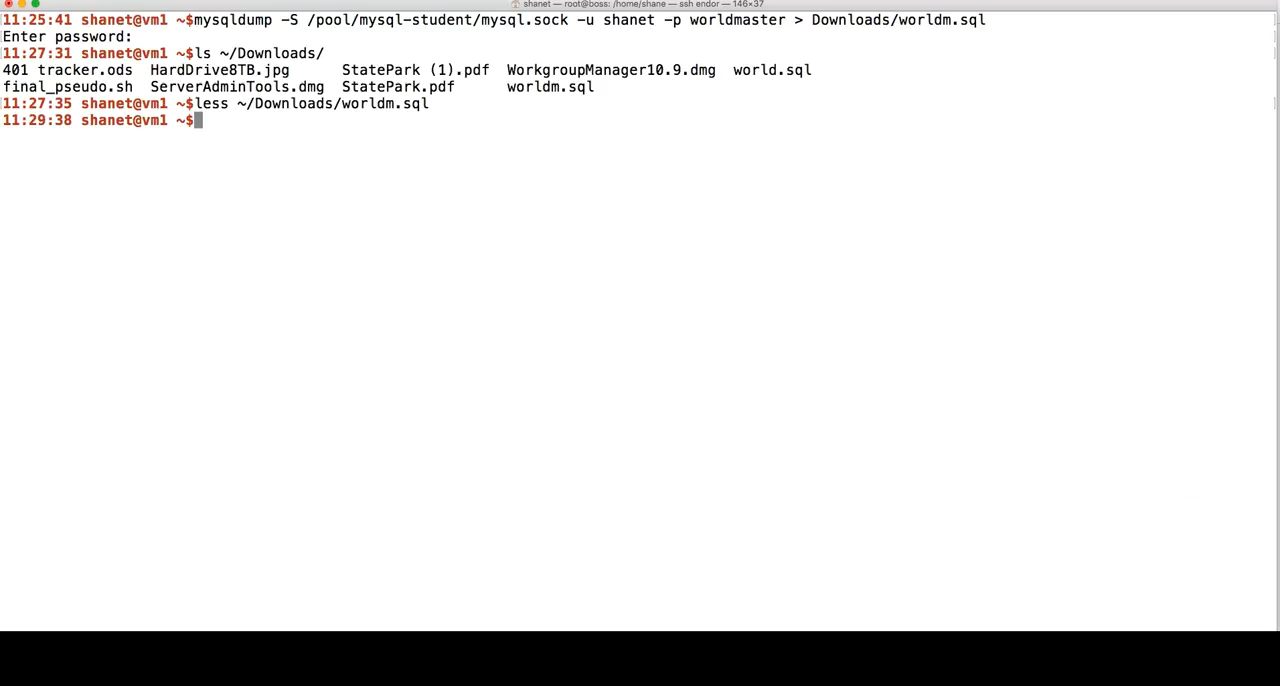 shanet — root@boss: /home/shane — ssh endor — 146×37
11:25:41 shanet@vm1 ~$mysqldump -S /pool/mysql-student/mysql.sock -u shanet -p worldmaster > Downloads/worldm.sql
Enter password:
11:27:31 shanet@vm1 ~$ls ~/Downloads/
401 tracker.ods  HardDrive8TB.jpg      StatePark (1).pdf  WorkgroupManager10.9.dmg  world.sql
final_pseudo.sh  ServerAdminTools.dmg  StatePark.pdf      worldm.sql
11:27:35 shanet@vm1 ~$less ~/Downloads/worldm.sql
11:29:38 shanet@vm1 ~$